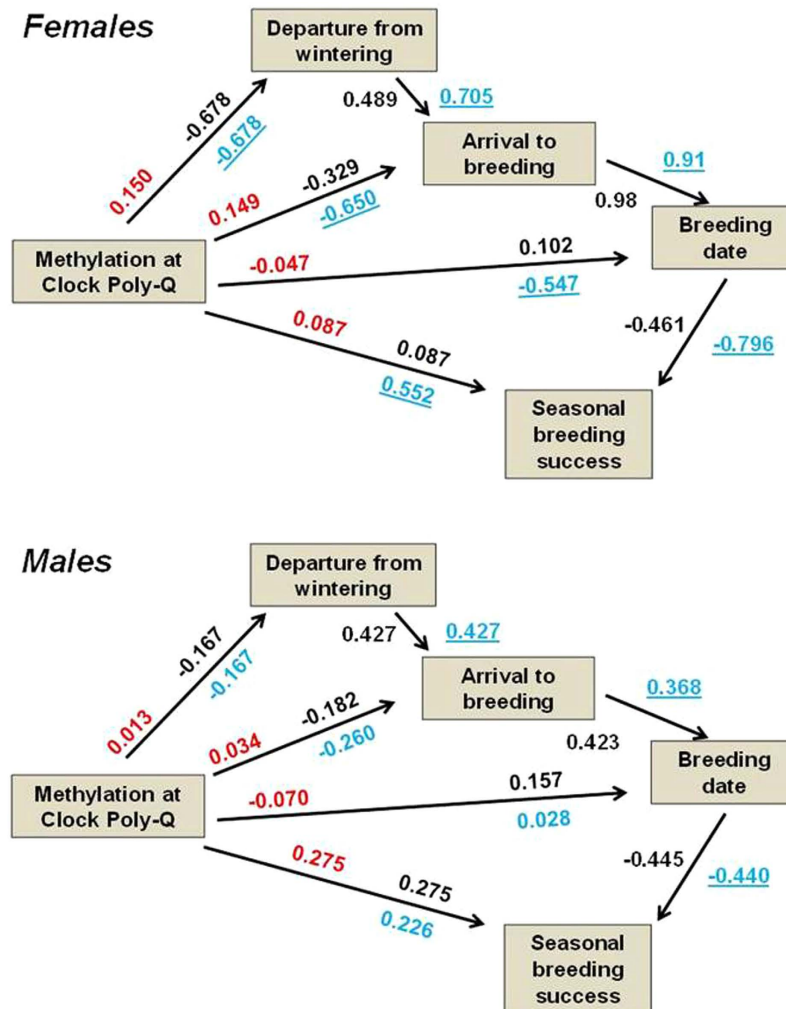 Females
Departure from
wintering
0.489
0.705
-0.678
-0.678
0.150
Arrival to
breeding
0.91
-0.329
0.149
-0.650
0.98
Breeding
date
Methylation at
Clock Poly-Q
-0.047
0.102
-0.547
0.087
0.087
0.552
-0.461
-0.796
Seasonal
breeding
success
Males
Departure from
wintering
0.427
0.427
-0.167
-0.167
0.013
Arrival to
breeding
0.368
-0.182
0.034
-0.260
0.423
Breeding
date
Methylation at
Clock Poly-Q
-0.070
0.157
0.028
0.275
0.275
0.226
-0.445
-0.440
Seasonal
breeding
success